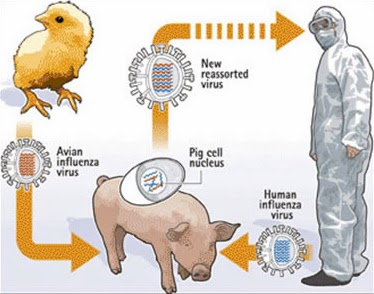 New
reassorted
virus
Avian
influenza
virus
Pig cell
nucleus
Human
influenza
virus